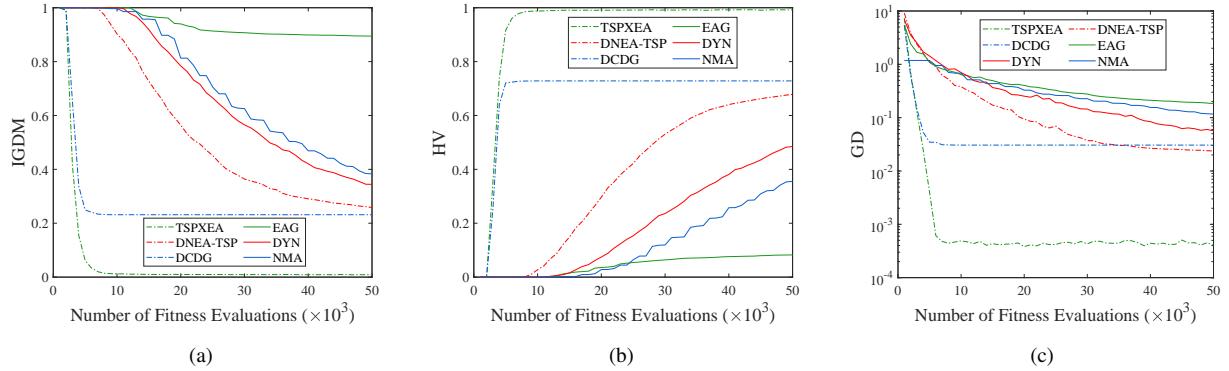 1
0.8
0.6
0.4
0.2
0
IGDM
TSPXEA
DNEA-TSP
DCDG
EAG
DYN
NMA
0 10 20 30 40 50
Number of Fitness Evaluations (×10³)
(a)
1
0.8
0.6
0.4
0.2
0
HV
TSPXEA
DNEA-TSP
DCDG
EAG
DYN
NMA
0 10 20 30 40 50
Number of Fitness Evaluations (×10³)
(b)
10¹
10⁰
10⁻¹
10⁻²
10⁻³
10⁻⁴
GD
TSPXEA
DCDG
DYN
DNEA-TSP
EAG
NMA
0 10 20 30 40 50
Number of Fitness Evaluations (×10³)
(c)